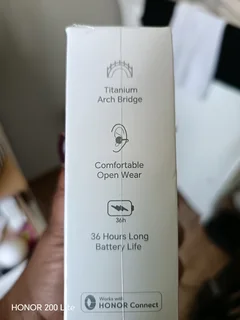 Titanium
Arch Bridge
Comfortable
Open Wear
36h
36 Hours Long
Battery Life
Works with
HONOR Connect
HONOR 200 Lite